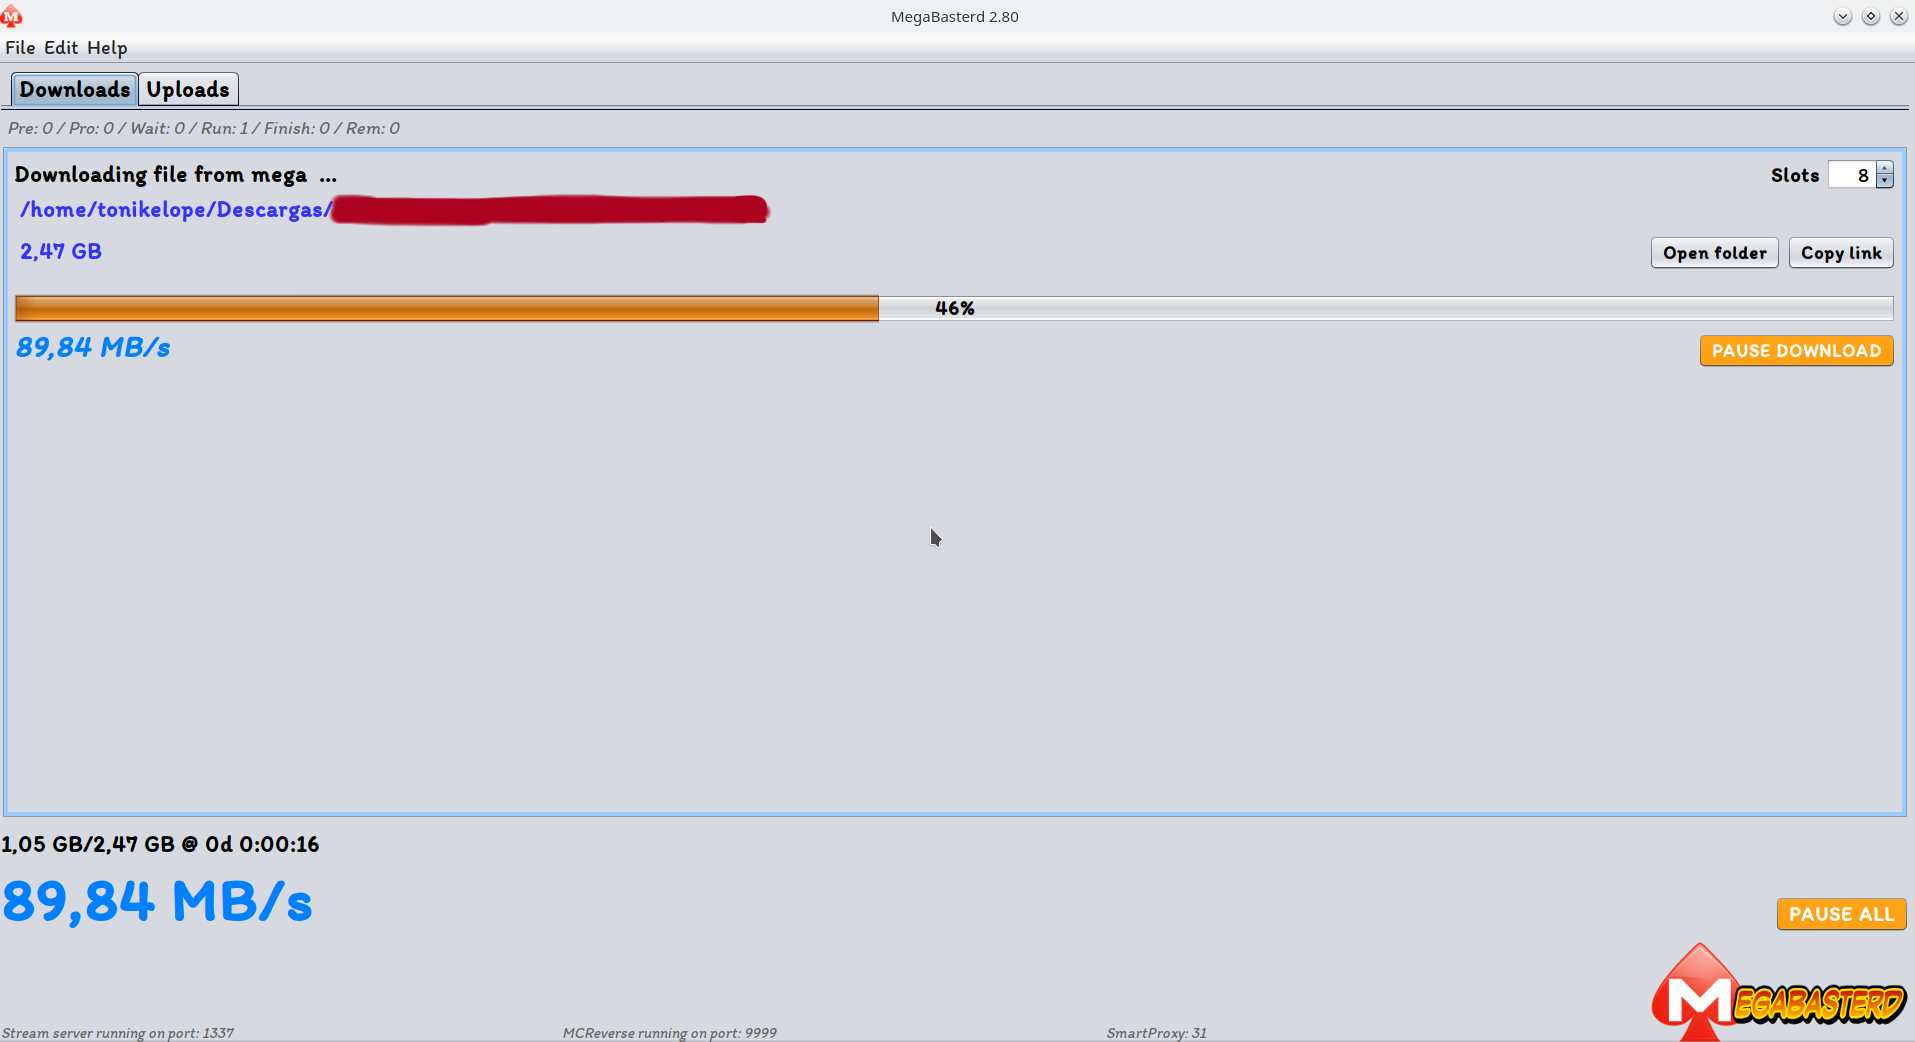 MegaBasterd 2.80
File Edit Help
Downloads Uploads
Pre: 0 / Pro: 0 / Wait: 0 / Run: 1 / Finish: 0 / Rem: 0
Downloading file from mega ...
Slots 8
/home/tonikelope/Descargas/
2,47 GB
Open folder Copy link
46%
89,84 MB/s
PAUSE DOWNLOAD
1,05 GB/2,47 GB @ 0d 0:00:16
89,84 MB/s
PAUSE ALL
MEGABASTERD
Stream server running on port: 1337 MCReverse running on port: 9999 SmartProxy: 31